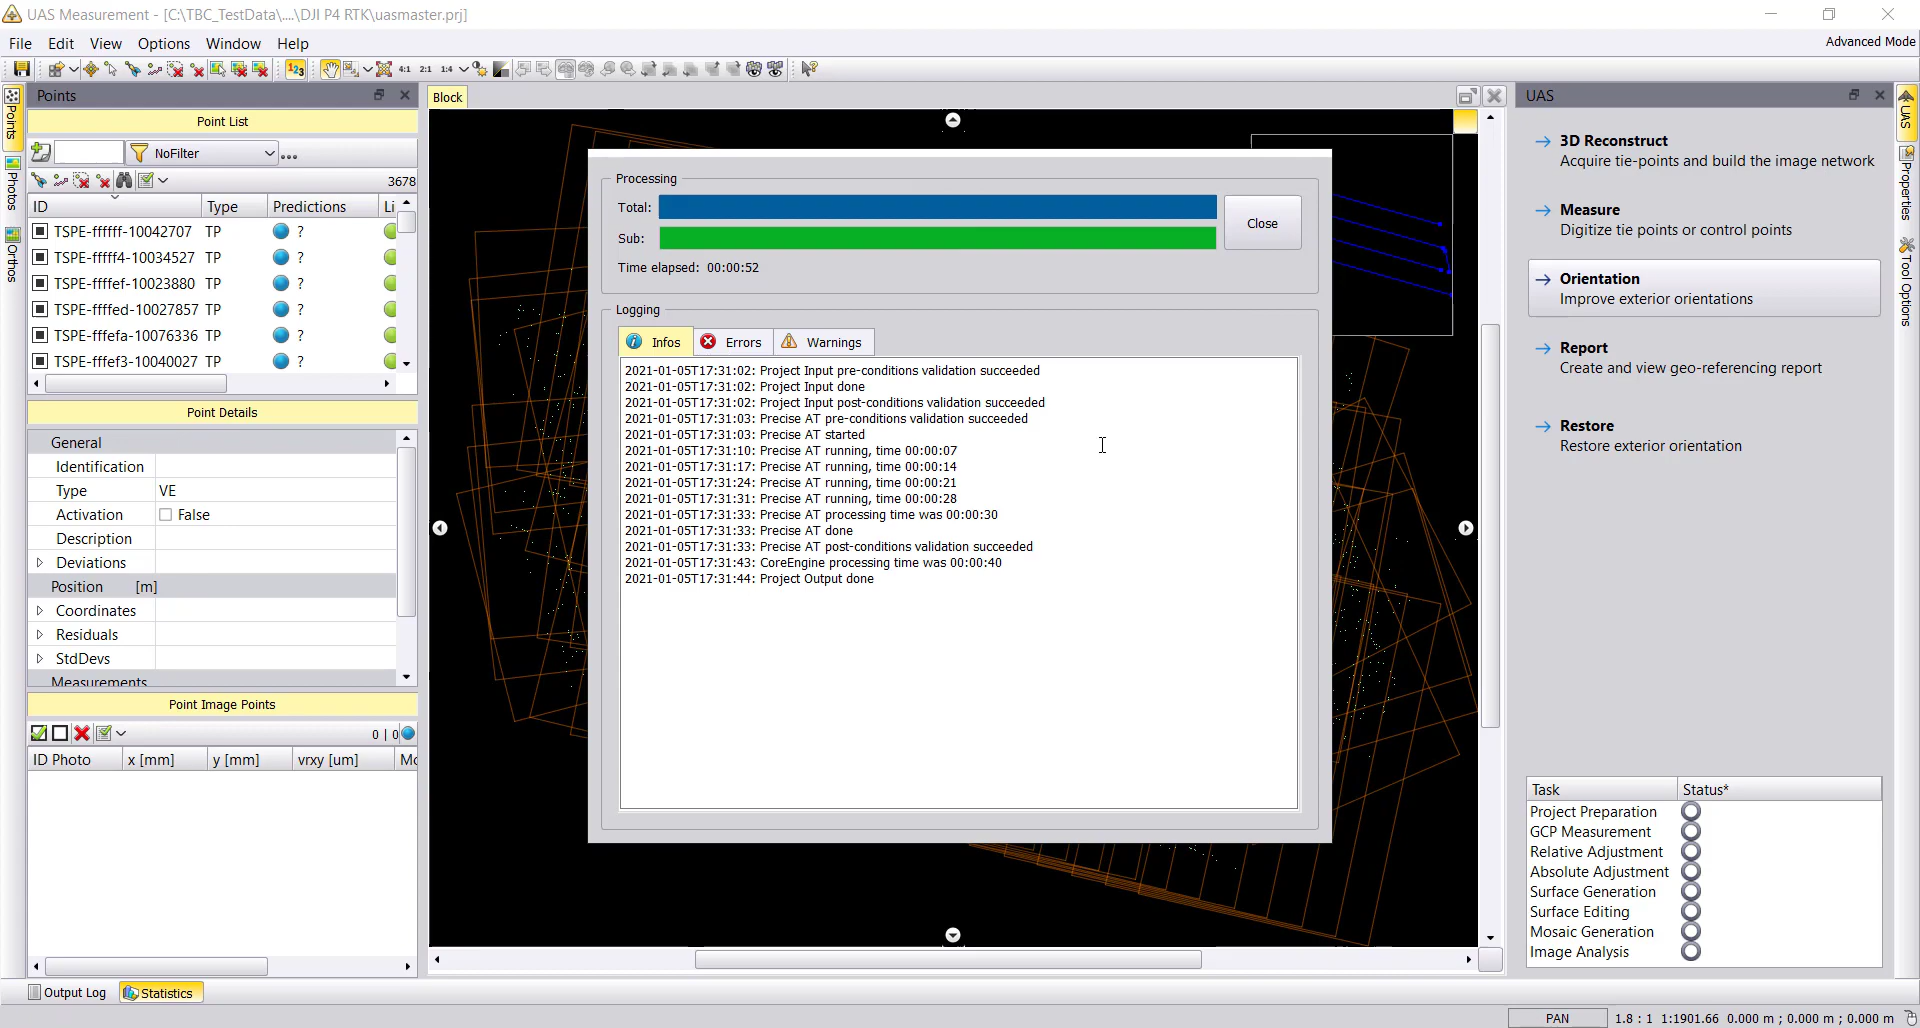 UAS Measurement - [C:\TBC_TestData\....\DJI P4 RTK\uasmaster.prj]
File Edit View Options Window Help
Advanced Mode
1 2 3
4:1 2:1 1:4
Points
Point List
NoFilter
3678
ID Type Predictions Li
TSPE-ffffff-10042707 TP ?
TSPE-fffff4-10034527 TP ?
TSPE-ffffef-10023880 TP ?
TSPE-ffffed-10027857 TP ?
TSPE-fffefa-10076336 TP ?
TSPE-fffef3-10040027 TP ?
Point Details
General
Identification
Type VE
Activation False
Description
Deviations
Position [m]
Coordinates
Residuals
StdDevs
Measurements
Point Image Points
0 | 0
ID Photo x [mm] y [mm] vrxy [um] Mc
Points
Photos
Orthos
Block
Processing
Total:
Sub:
Close
Time elapsed: 00:00:52
Logging
Infos Errors Warnings
2021-01-05T17:31:02: Project Input pre-conditions validation succeeded
2021-01-05T17:31:02: Project Input done
2021-01-05T17:31:02: Project Input post-conditions validation succeeded
2021-01-05T17:31:03: Precise AT pre-conditions validation succeeded
2021-01-05T17:31:03: Precise AT started
2021-01-05T17:31:10: Precise AT running, time 00:00:07
2021-01-05T17:31:17: Precise AT running, time 00:00:14
2021-01-05T17:31:24: Precise AT running, time 00:00:21
2021-01-05T17:31:31: Precise AT running, time 00:00:28
2021-01-05T17:31:33: Precise AT processing time was 00:00:30
2021-01-05T17:31:33: Precise AT done
2021-01-05T17:31:33: Precise AT post-conditions validation succeeded
2021-01-05T17:31:43: CoreEngine processing time was 00:00:40
2021-01-05T17:31:44: Project Output done
UAS
3D Reconstruct
Acquire tie-points and build the image network
Measure
Digitize tie points or control points
Orientation
Improve exterior orientations
Report
Create and view geo-referencing report
Restore
Restore exterior orientation
Task Status*
Project Preparation
GCP Measurement
Relative Adjustment
Absolute Adjustment
Surface Generation
Surface Editing
Mosaic Generation
Image Analysis
UAS
Properties
Tool Options
Output Log Statistics
PAN 1.8 : 1 1:1901.66 0.000 m ; 0.000 m ; 0.000 m